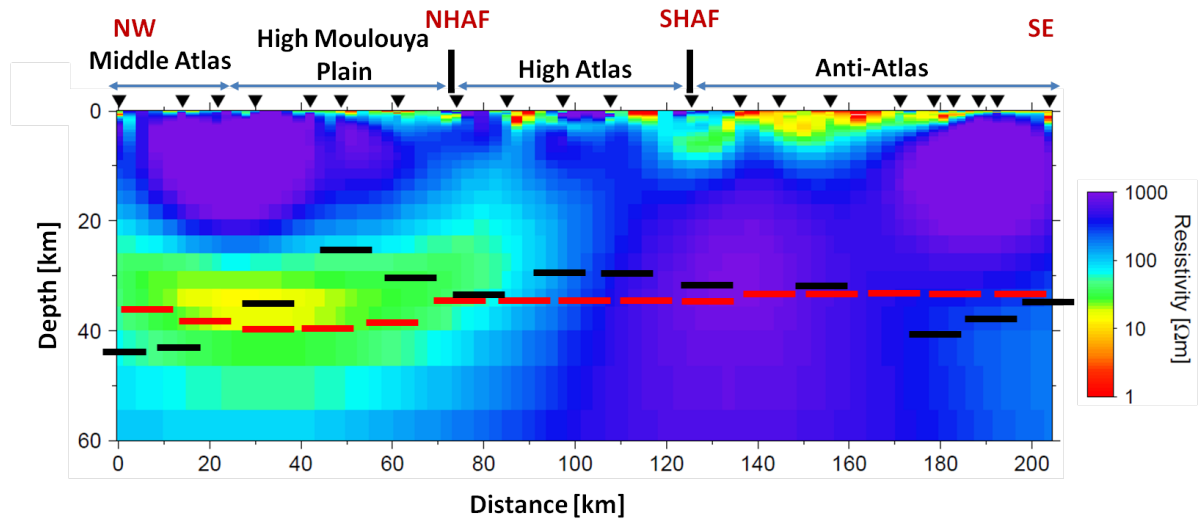 NW
NHAF
SHAF
SE
Middle Atlas
High Moulouya
Plain
High Atlas
Anti-Atlas
0
20
40
60
Depth [km]
0 20 40 60 80 100 120 140 160 180 200
Distance [km]
1000
100
10
1
Resistivity [Ωm]